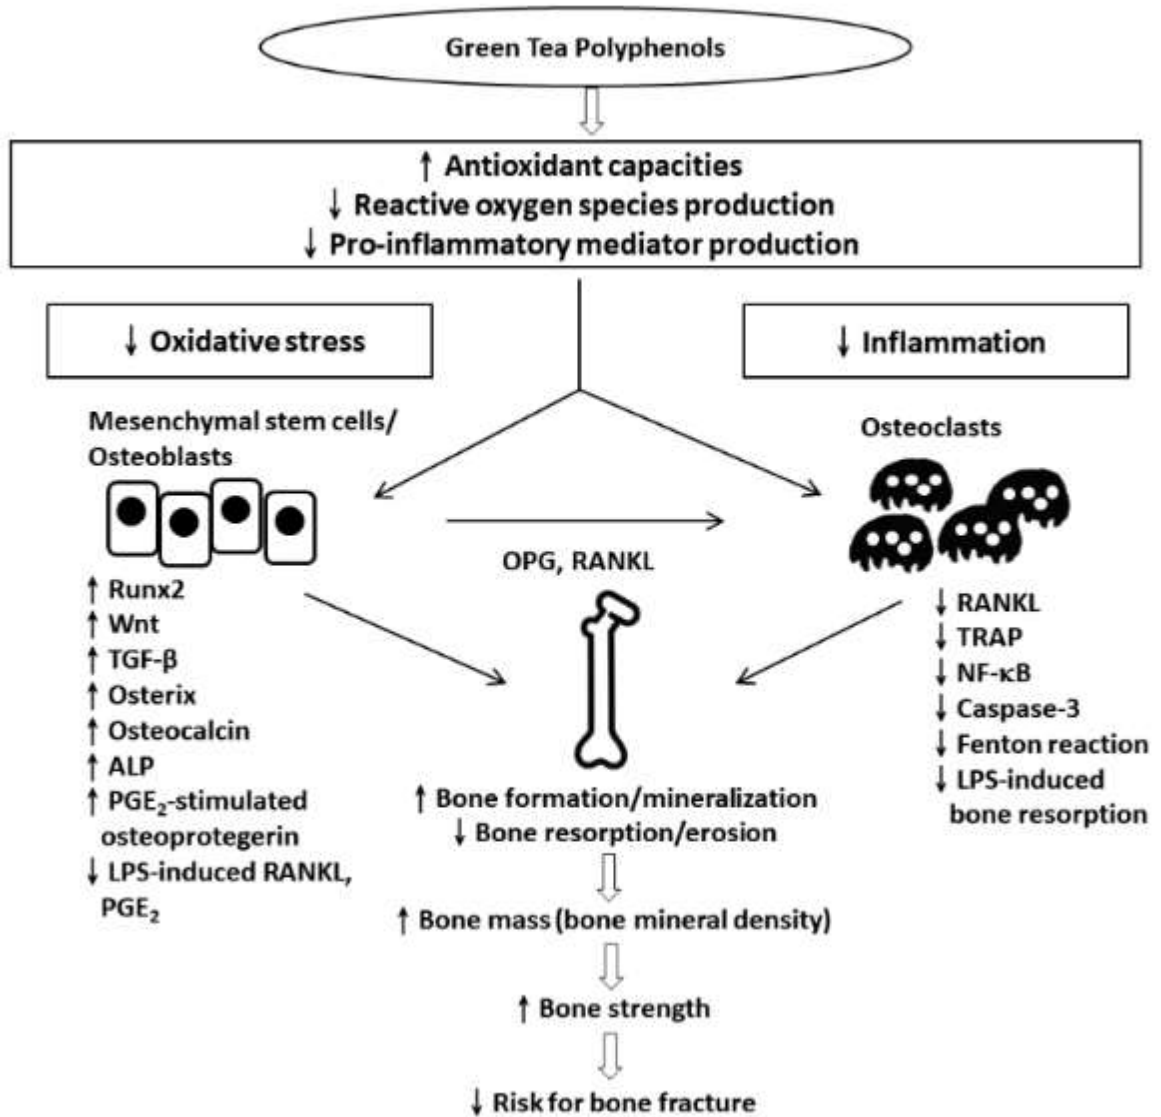 Green Tea Polyphenols
↑ Antioxidant capacities
↓ Reactive oxygen species production
↓ Pro-inflammatory mediator production
↓ Oxidative stress
↓ Inflammation
Mesenchymal stem cells/
Osteoblasts
Osteoclasts
OPG, RANKL
↑ Runx2
↑ Wnt
↑ TGF-β
↑ Osterix
↑ Osteocalcin
↑ ALP
↑ PGE₂-stimulated
osteoprotegerin
↓ LPS-induced RANKL,
PGE₂
↓ RANKL
↓ TRAP
↓ NF-κB
↓ Caspase-3
↓ Fenton reaction
↓ LPS-induced
bone resorption
↑ Bone formation/mineralization
↓ Bone resorption/erosion
↑ Bone mass (bone mineral density)
↑ Bone strength
↓ Risk for bone fracture